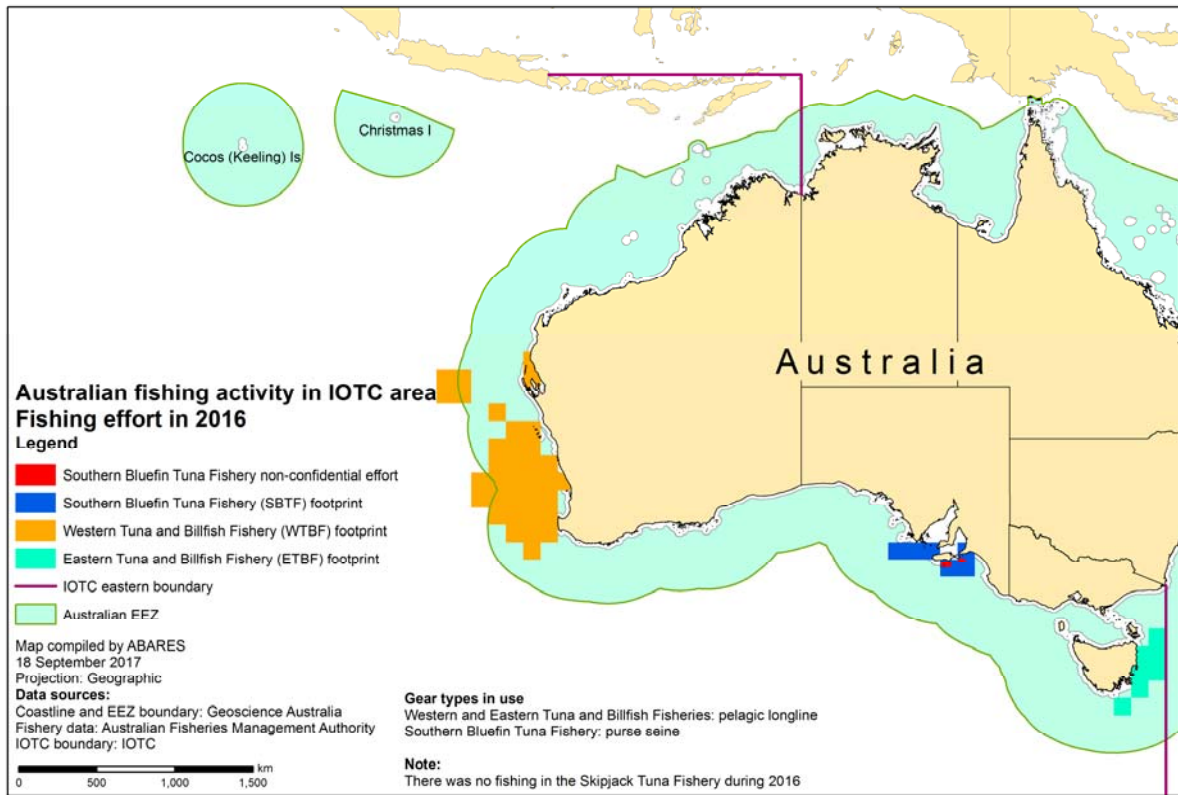 Christmas I
Cocos (Keeling) Is
Australia
Australian fishing activity in IOTC area
Fishing effort in 2016
Legend
Southern Bluefin Tuna Fishery non-confidential effort
Southern Bluefin Tuna Fishery (SBTF) footprint
Western Tuna and Billfish Fishery (WTBF) footprint
Eastern Tuna and Billfish Fishery (ETBF) footprint
IOTC eastern boundary
Australian EEZ
Map compiled by ABARES
18 September 2017
Projection: Geographic
Data sources:
Coastline and EEZ boundary: Geoscience Australia
Fishery data: Australian Fisheries Management Authority
IOTC boundary: IOTC
km
0 500 1,000 1,500
Gear types in use
Western and Eastern Tuna and Billfish Fisheries: pelagic longline
Southern Bluefin Tuna Fishery: purse seine
Note:
There was no fishing in the Skipjack Tuna Fishery during 2016